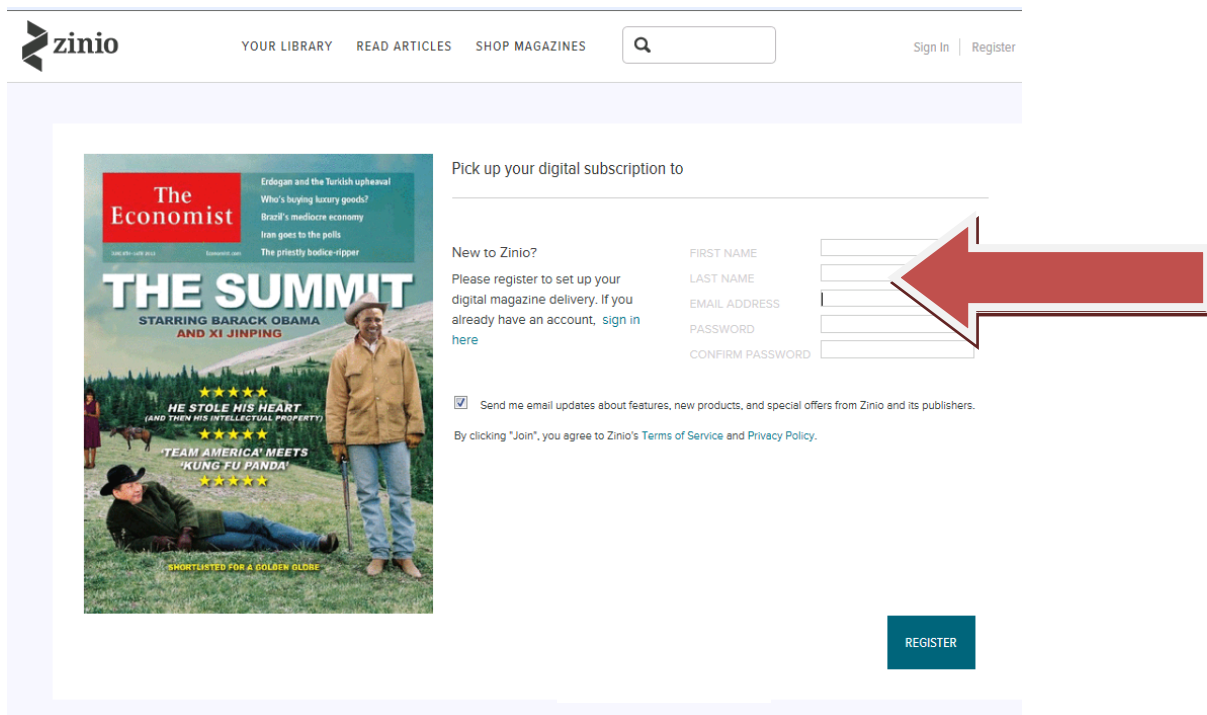 zinio
YOUR LIBRARY READ ARTICLES SHOP MAGAZINES
Sign In Register
The
Economist
Erdogan and the Turkish upheaval
Who's buying luxury goods?
Brazil's mediocre economy
Iran goes to the polls
The priestly bodice-ripper
THE SUMMIT
STARRING BARACK OBAMA
AND XI JINPING
HE STOLE HIS HEART
(AND THEN HIS INTELLECTUAL PROPERTY)
'TEAM AMERICA' MEETS
'KUNG FU PANDA'
SHORTLISTED FOR A GOLDEN GLOBE
Pick up your digital subscription to
New to Zinio?
Please register to set up your
digital magazine delivery. If you
already have an account, sign in
here
FIRST NAME
LAST NAME
EMAIL ADDRESS
PASSWORD
CONFIRM PASSWORD
Send me email updates about features, new products, and special offers from Zinio and its publishers.
By clicking "Join", you agree to Zinio's Terms of Service and Privacy Policy.
REGISTER